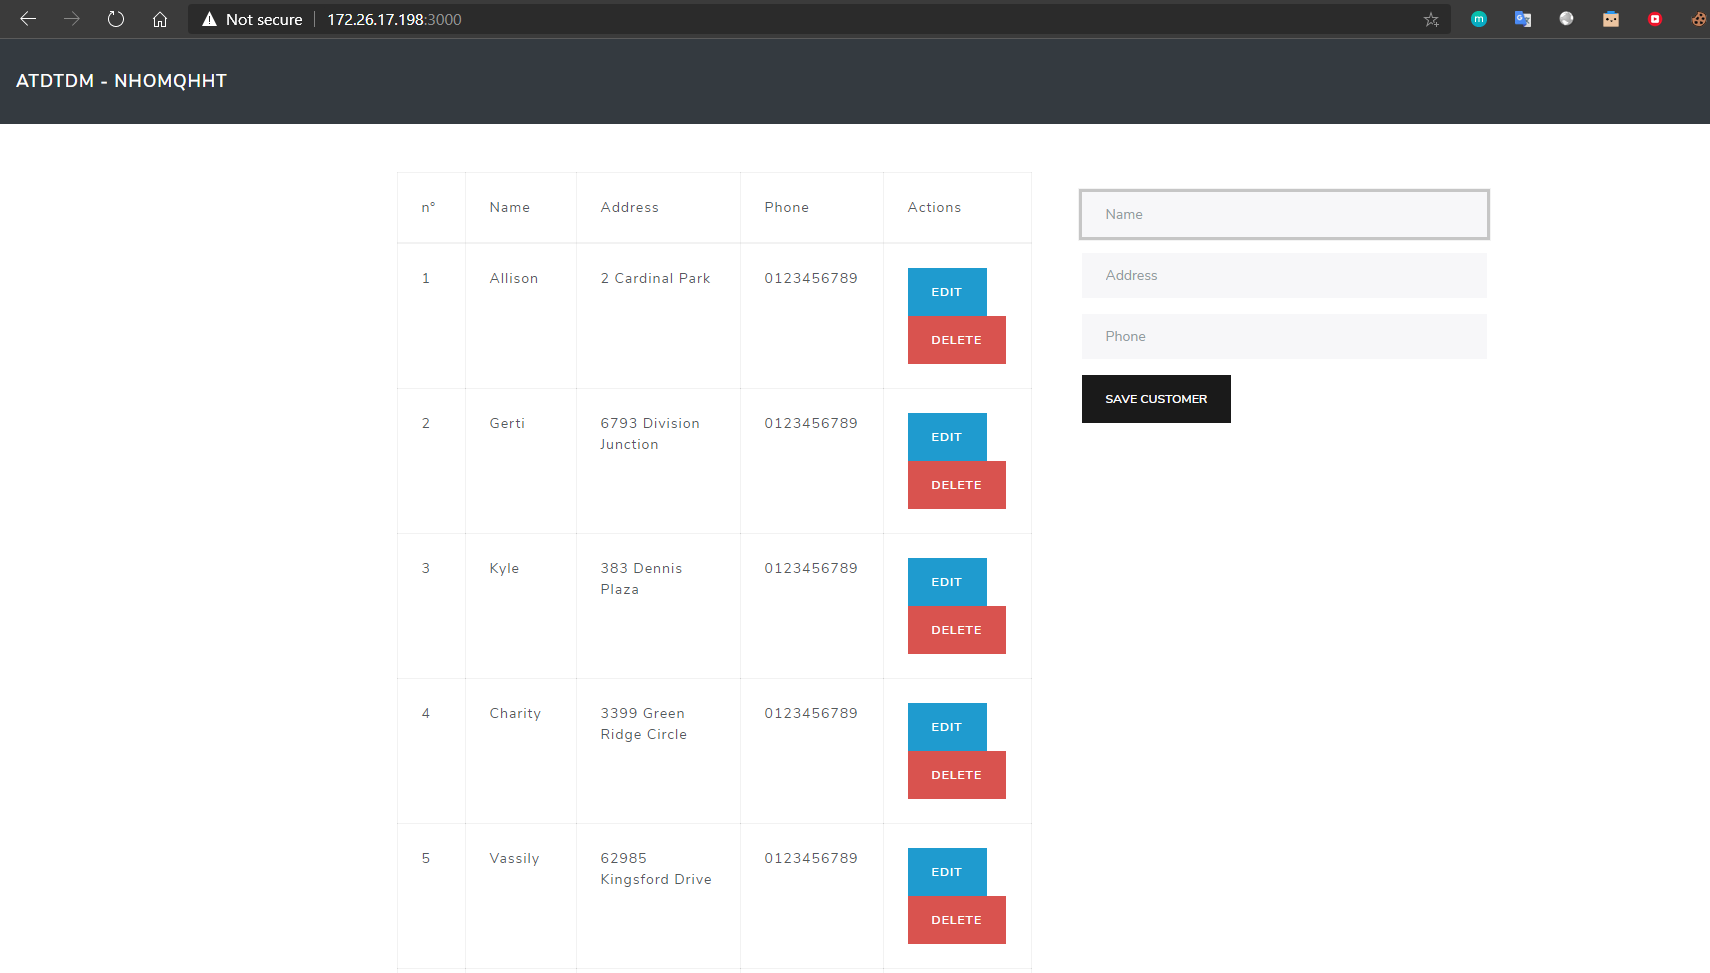 Not secure | 172.26.17.198:3000
m
ATDTDM - NHOMQHHT
n° Name Address Phone Actions
1 Allison 2 Cardinal Park 0123456789 EDIT
DELETE
2 Gerti 6793 Division 0123456789 EDIT
Junction
DELETE
3 Kyle 383 Dennis 0123456789 EDIT
Plaza
DELETE
4 Charity 3399 Green 0123456789 EDIT
Ridge Circle
DELETE
5 Vassily 62985 0123456789 EDIT
Kingsford Drive
DELETE
Name
Address
Phone
SAVE CUSTOMER